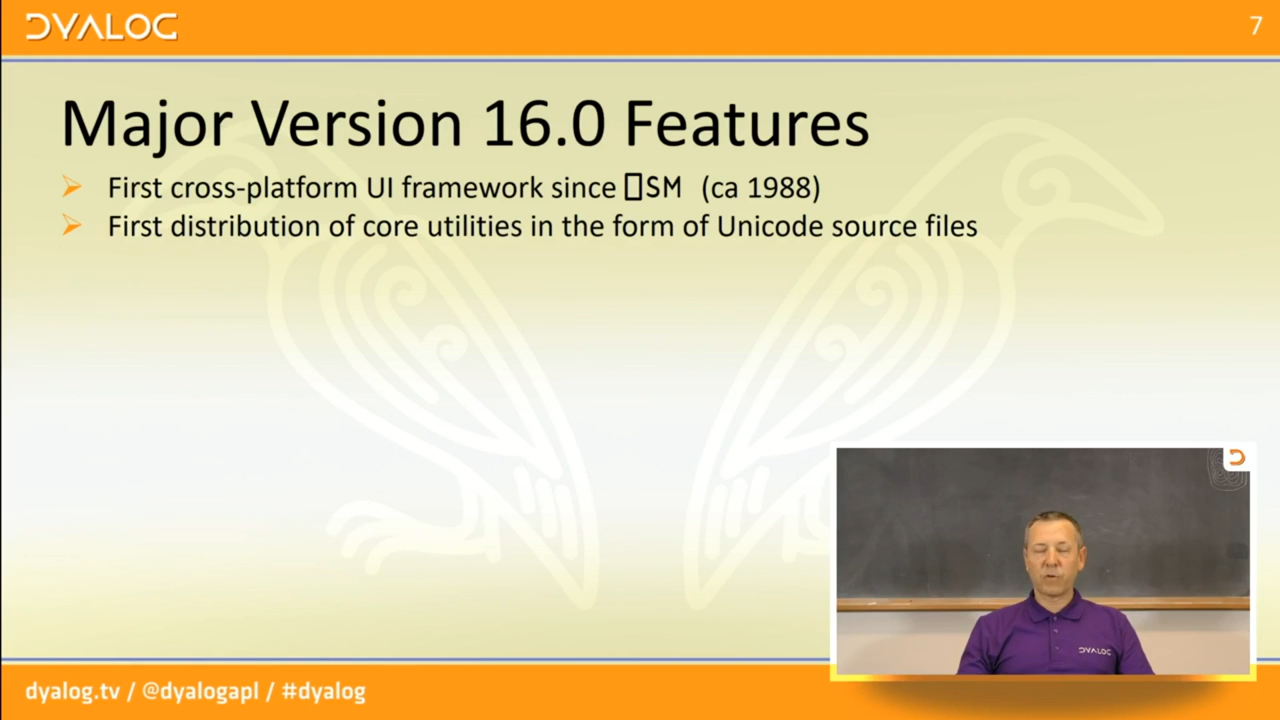 DYALOG
7
Major Version 16.0 Features
First cross-platform UI framework since ⎕SM (ca 1988)
First distribution of core utilities in the form of Unicode source files
DYALOG
dyalog.tv / @dyalogapl / #dyalog